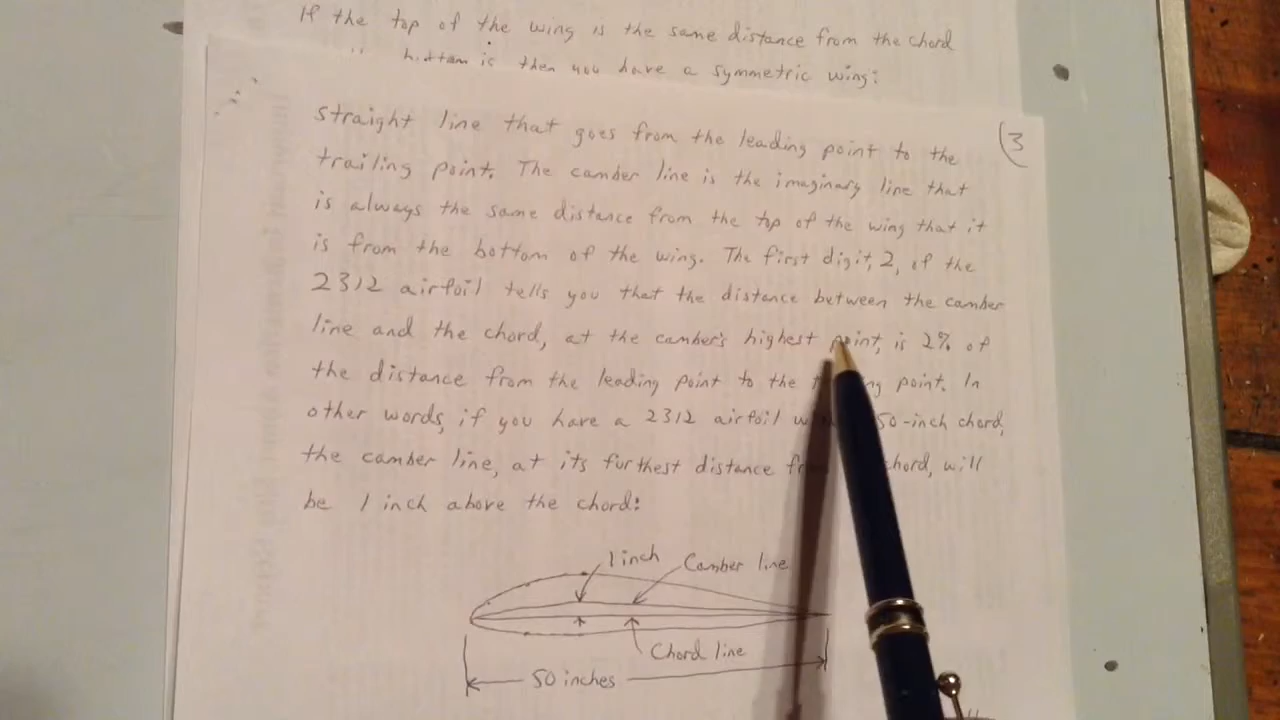 If the top of the wing is the same distance from the chord
" bottom is then you have a symmetric wing:
3
straight line that goes from the leading point to the
trailing point. The camber line is the imaginary line that
is always the same distance from the top of the wing that it
is from the bottom of the wing. The first digit, 2, of the
2312 airfoil tells you that the distance between the camber
line and the chord, at the camber's highest point, is 2% of
the distance from the leading point to the ing point. In
other words, if you have a 2312 airfoil 50-inch chord,
the camber line, at its furthest distance chord, will
be 1 inch above the chord:
1 inch Camber line
Chord line
50 inches